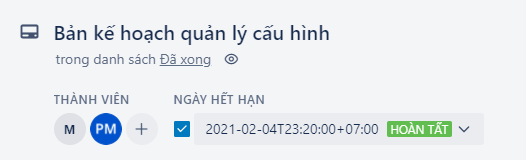 Bản kế hoạch quản lý cấu hình
trong danh sách Đã xong
THÀNH VIÊN NGÀY HẾT HẠN
M PM + 2021-02-04T23:20:00+07:00 HOÀN TẤT